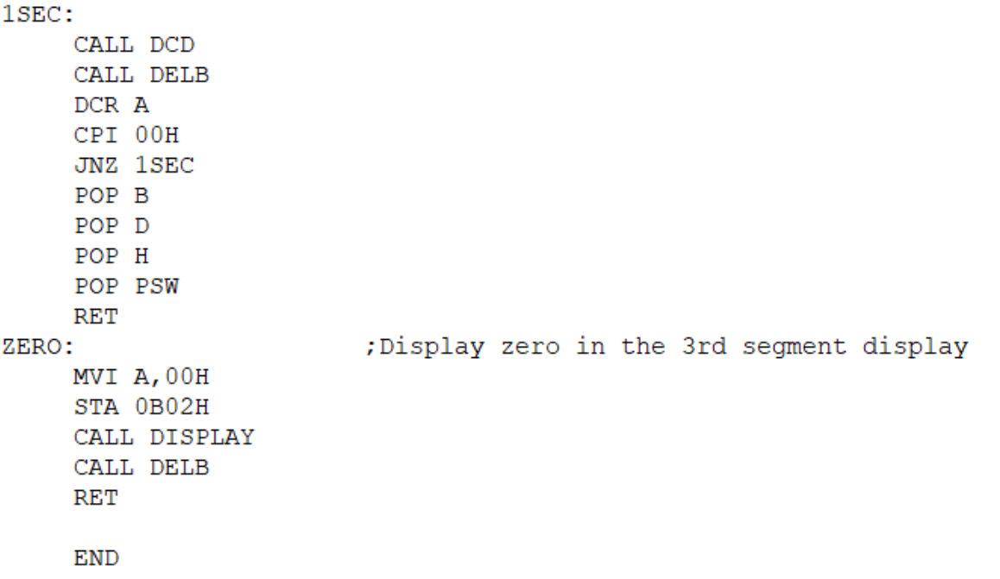 1SEC:
CALL DCD
CALL DELB
DCR A
CPI 00H
JNZ 1SEC
POP B
POP D
POP H
POP PSW
RET
ZERO: ;Display zero in the 3rd segment display
MVI A,00H
STA 0B02H
CALL DISPLAY
CALL DELB
RET
END